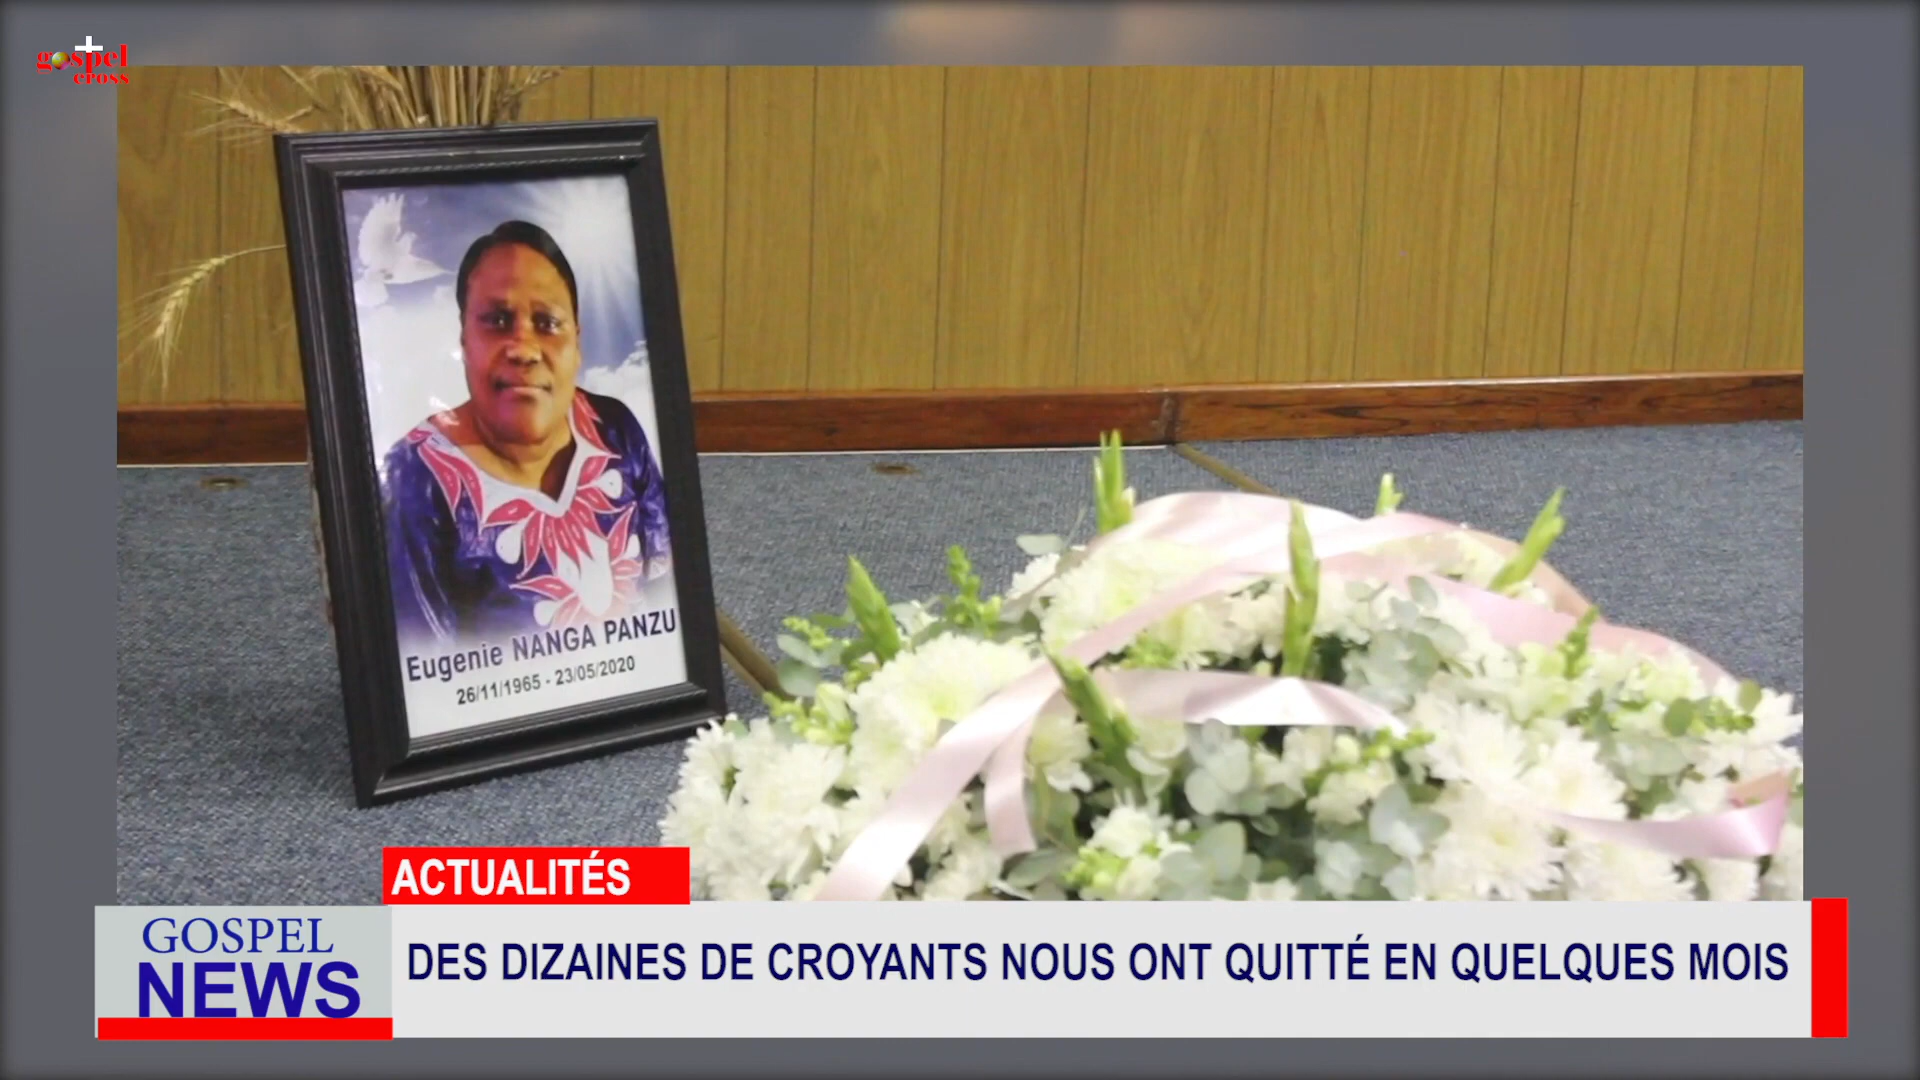 gospel
cross
Eugenie NANGA PANZU
26/11/1965 - 23/05/2020
ACTUALITÉS
GOSPEL
NEWS
DES DIZAINES DE CROYANTS NOUS ONT QUITTÉ EN QUELQUES MOIS